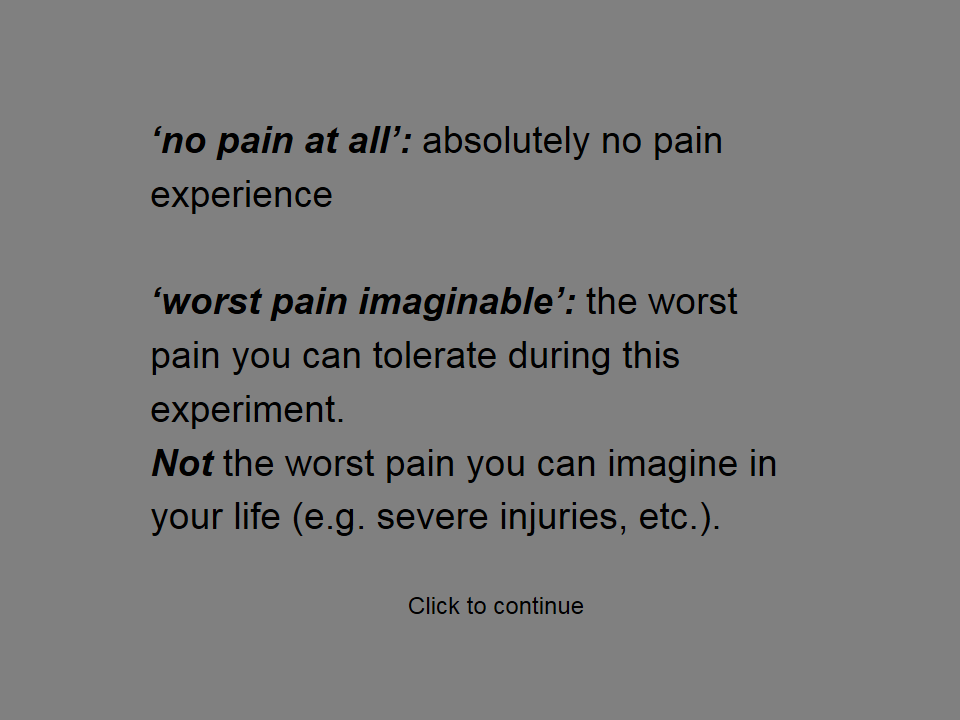 ‘no pain at all’: absolutely no pain
experience
‘worst pain imaginable’: the worst
pain you can tolerate during this
experiment.
Not the worst pain you can imagine in
your life (e.g. severe injuries, etc.).
Click to continue